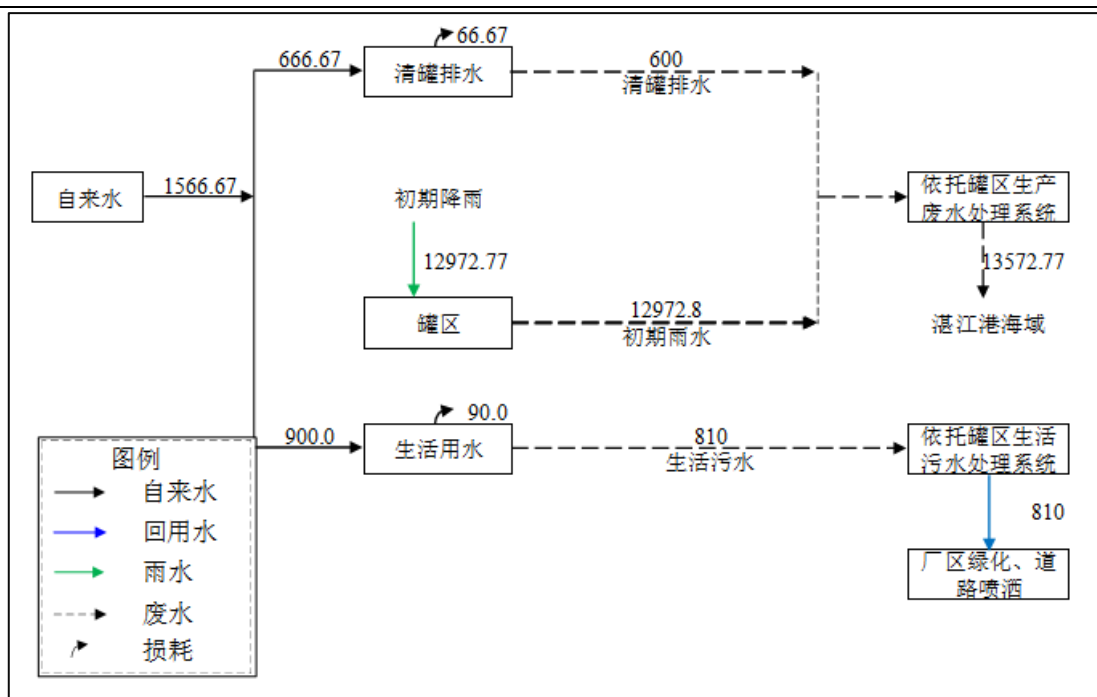 66.67
666.67
清罐排水
600
清罐排水
自来水
1566.67
初期降雨
依托罐区生产
废水处理系统
12972.77
13572.77
罐区
12972.8
初期雨水
湛江港海域
90.0
900.0
生活用水
810
生活污水
依托罐区生活
污水处理系统
810
厂区绿化、道
路喷洒
图例
自来水
回用水
雨水
废水
损耗